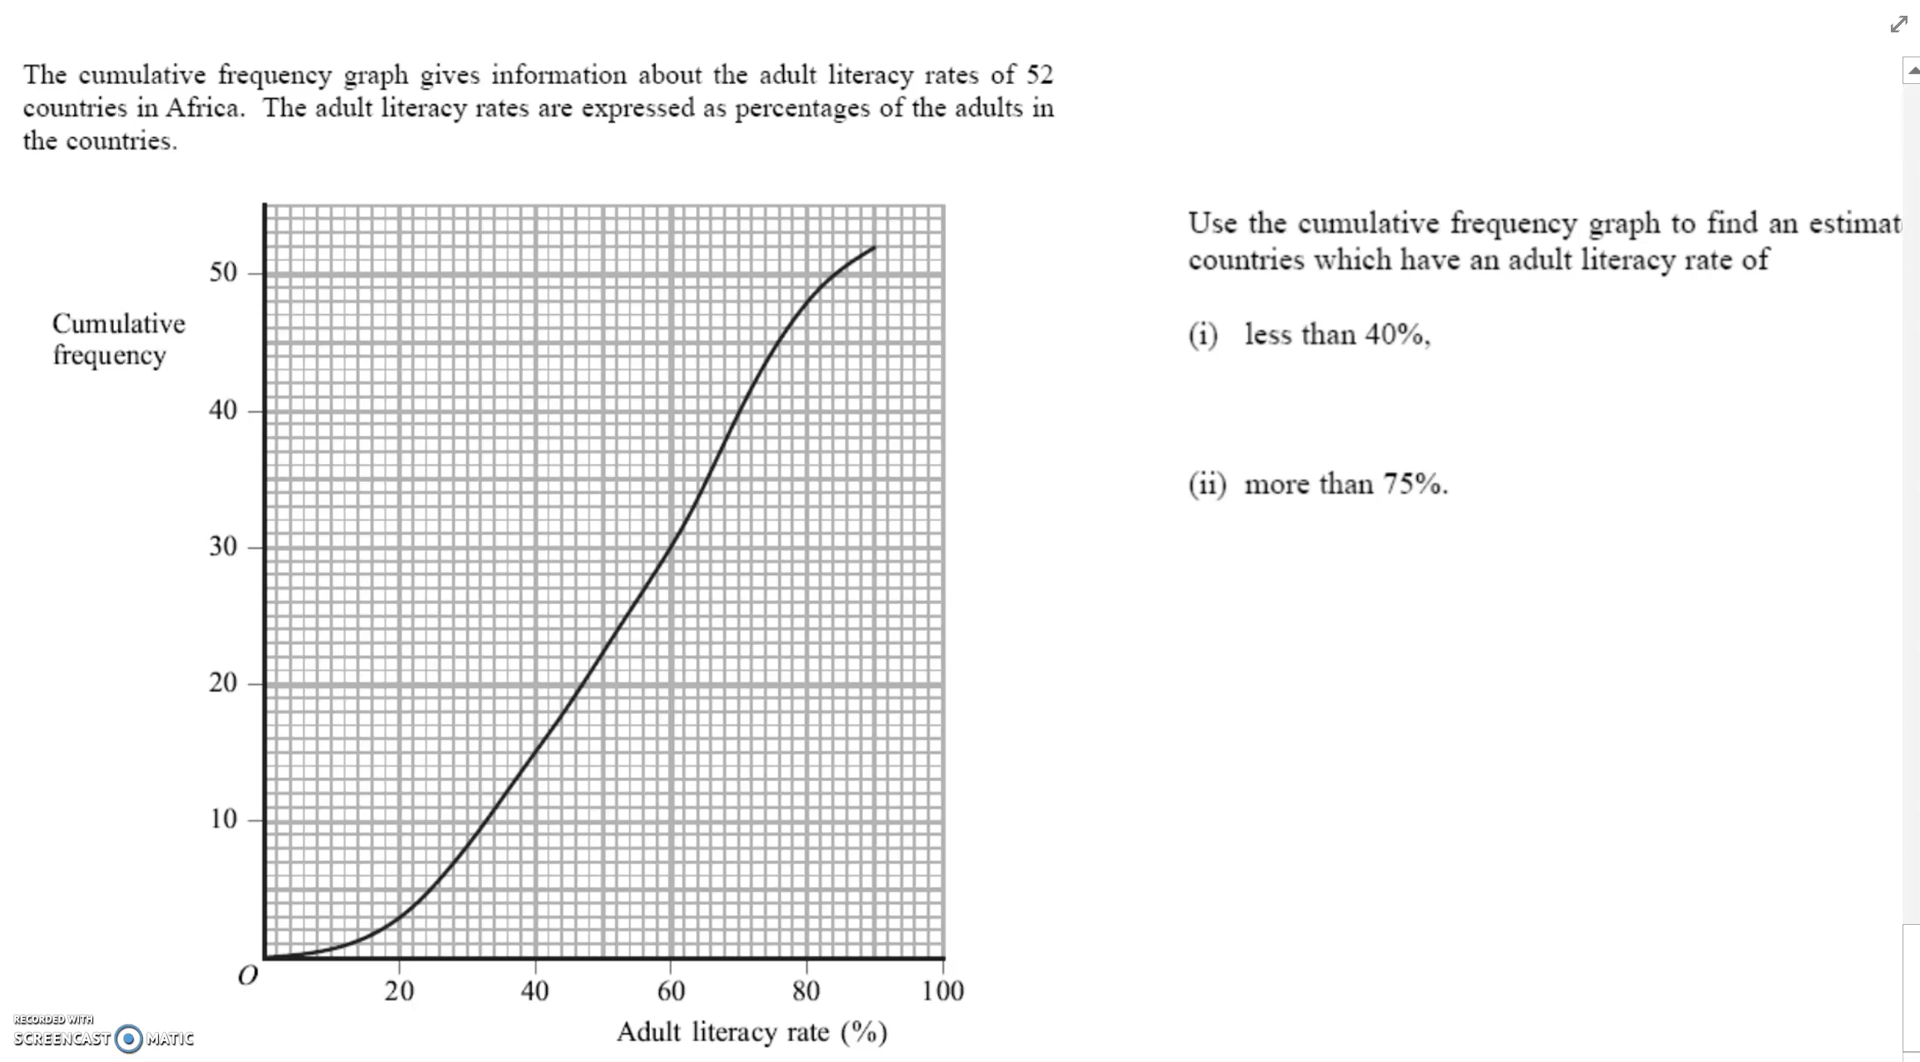 The cumulative frequency graph gives information about the adult literacy rates of 52
countries in Africa. The adult literacy rates are expressed as percentages of the adults in
the countries.
Use the cumulative frequency graph to find an estimat
countries which have an adult literacy rate of
(i) less than 40%,
(ii) more than 75%.
Cumulative
frequency
50
40
30
20
10
O
20 40 60 80 100
Adult literacy rate (%)
RECORDED WITH
SCREENCAST MATIC